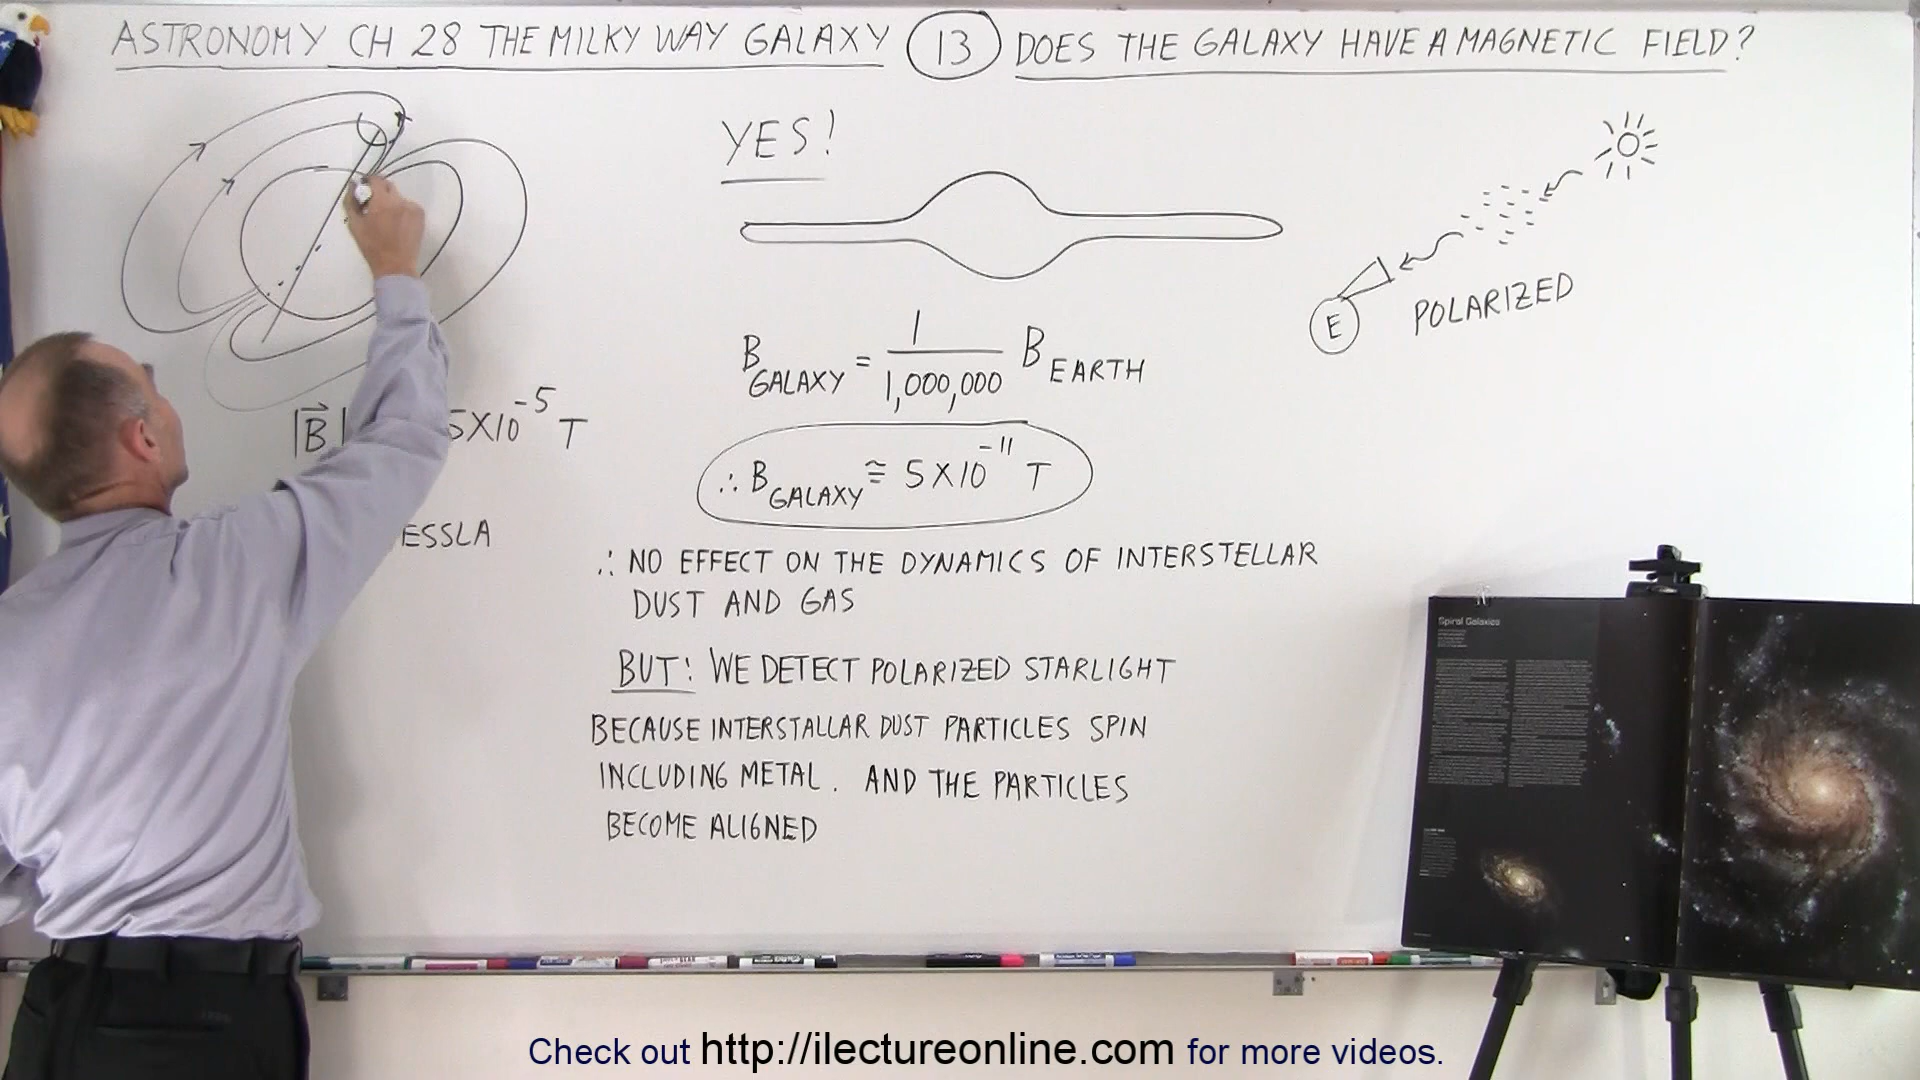 ASTRONOMY CH 28 THE MILKY WAY GALAXY 13 DOES THE GALAXY HAVE A MAGNETIC FIELD?
YES!
POLARIZED
E
B GALAXY = 1 / 1,000,000 B EARTH
|B| 5X10^-5 T
∴ B GALAXY ≅ 5X10^-11 T
ESSLA
∴ NO EFFECT ON THE DYNAMICS OF INTERSTELLAR
DUST AND GAS
BUT: WE DETECT POLARIZED STARLIGHT
BECAUSE INTERSTALLAR DUST PARTICLES SPIN
INCLUDING METAL. AND THE PARTICLES
BECOME ALIGNED
Spiral Galaxies
Check out http://ilectureonline.com for more videos.